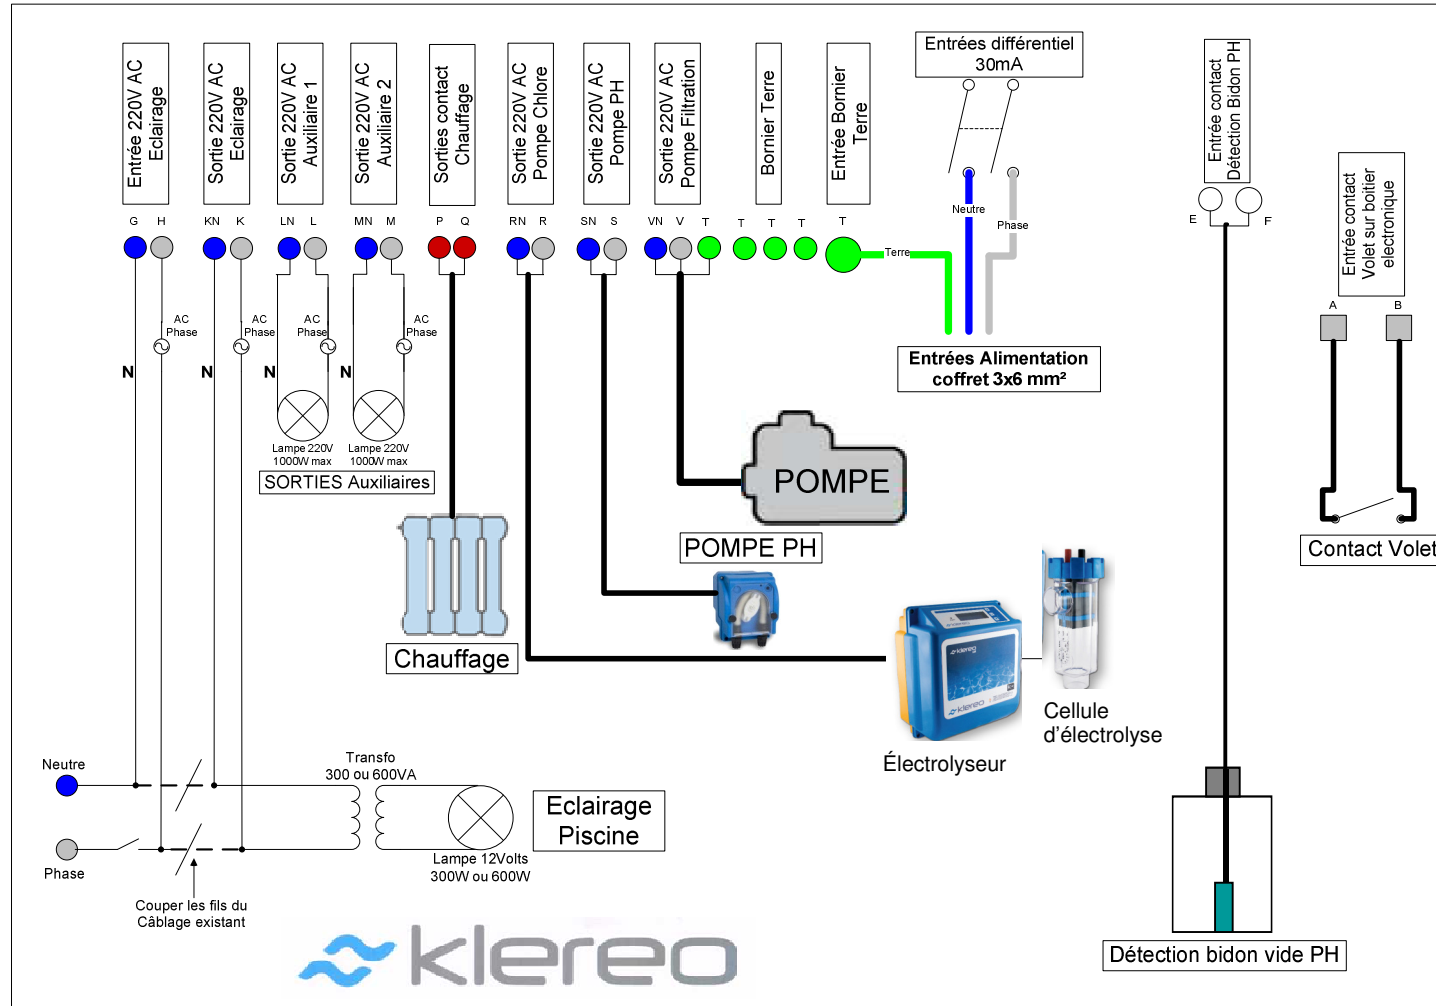 Entrée 220V AC
Eclairage
Sortie 220V AC
Eclairage
Sortie 220V AC
Auxiliaire 1
Sortie 220V AC
Auxiliaire 2
Sorties contact
Chauffage
Sortie 220V AC
Pompe Chlore
Sortie 220V AC
Pompe PH
Sortie 220V AC
Pompe Filtration
Bornier Terre
Entrée Bornier
Terre
Entrées différentiel
30mA
Entrée contact
Détection Bidon PH
Entrée contact
Volet sur boitier
electronique
G H KN K LN L MN M P Q RN R SN S VN V T T T T T
E F
A B
Neutre
Phase
Terre
AC
Phase
AC
Phase
AC
Phase
AC
Phase
N N N N
Entrées Alimentation
coffret 3x6 mm²
Lampe 220V
1000W max
Lampe 220V
1000W max
SORTIES Auxiliaires
POMPE
POMPE PH
Contact Volet
Chauffage
klereo
klereo
Électrolyseur
Cellule
d'électrolyse
Neutre
Phase
Transfo
300 ou 600VA
Lampe 12Volts
300W ou 600W
Eclairage
Piscine
Couper les fils du
Câblage existant
klereo
Détection bidon vide PH